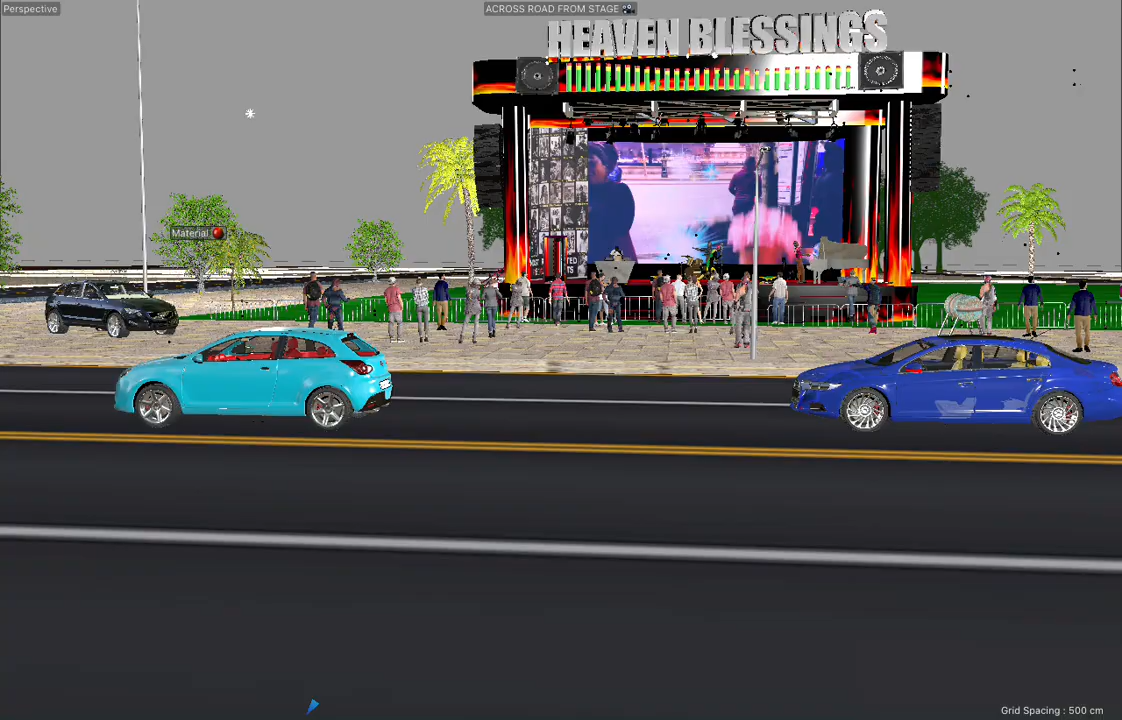 Perspective
ACROSS ROAD FROM STAGE
HEAVEN BLESSINGS
Material
Grid Spacing : 500 cm